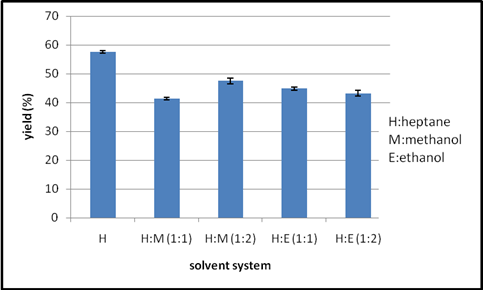 70
60
50
40
30
20
10
0
yield (%)
H
H:M (1:1)
H:M (1:2)
H:E (1:1)
H:E (1:2)
solvent system
H:heptane
M:methanol
E:ethanol